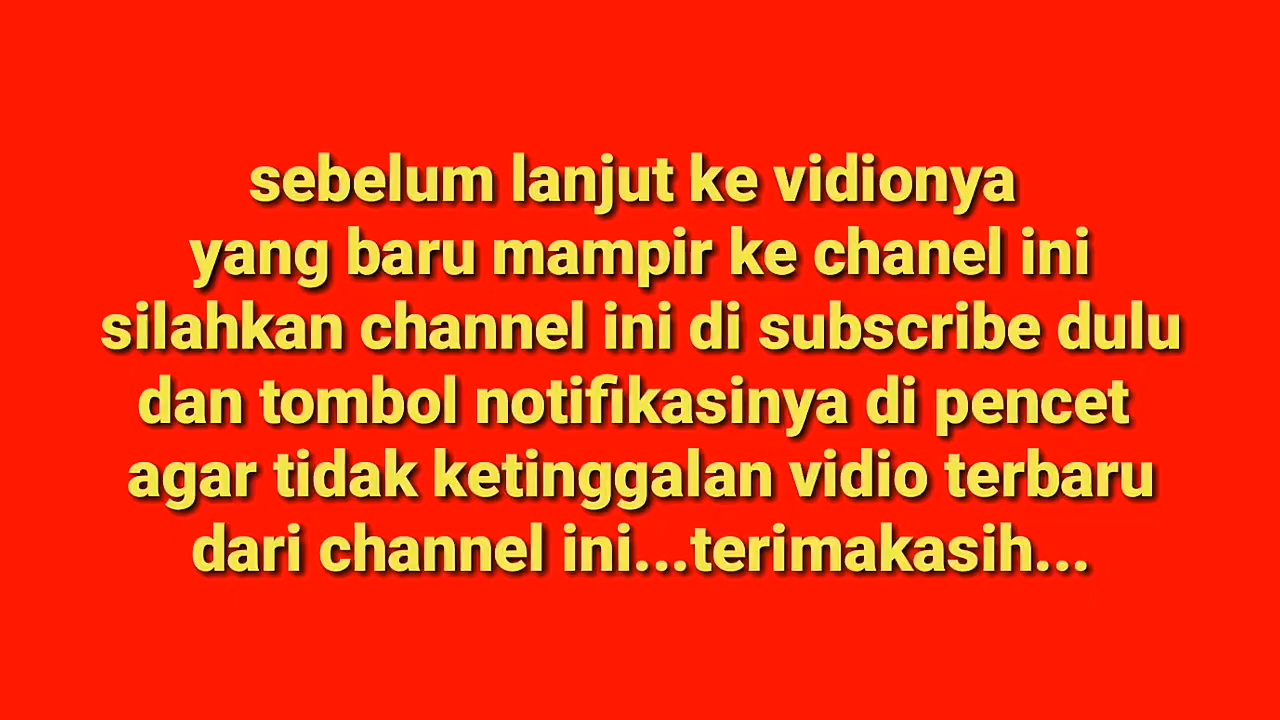 sebelum lanjut ke vidionya
yang baru mampir ke chanel ini
silahkan channel ini di subscribe dulu
dan tombol notifikasinya di pencet
agar tidak ketinggalan vidio terbaru
dari channel ini...terimakasih...